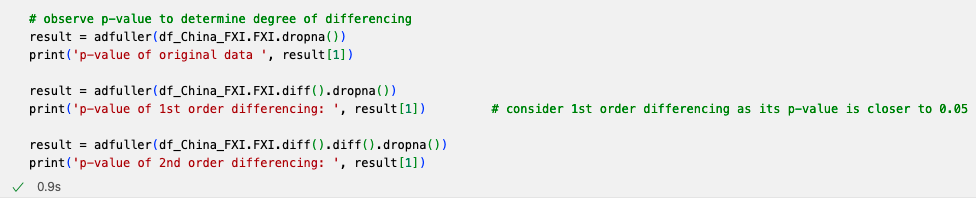 # observe p-value to determine degree of differencing
result = adfuller(df_China_FXI.FXI.dropna())
print('p-value of original data ', result[1])
result = adfuller(df_China_FXI.FXI.diff().dropna())
print('p-value of 1st order differencing: ', result[1]) # consider 1st order differencing as its p-value is closer to 0.05
result = adfuller(df_China_FXI.FXI.diff().diff().dropna())
print('p-value of 2nd order differencing: ', result[1])
✓ 0.9s